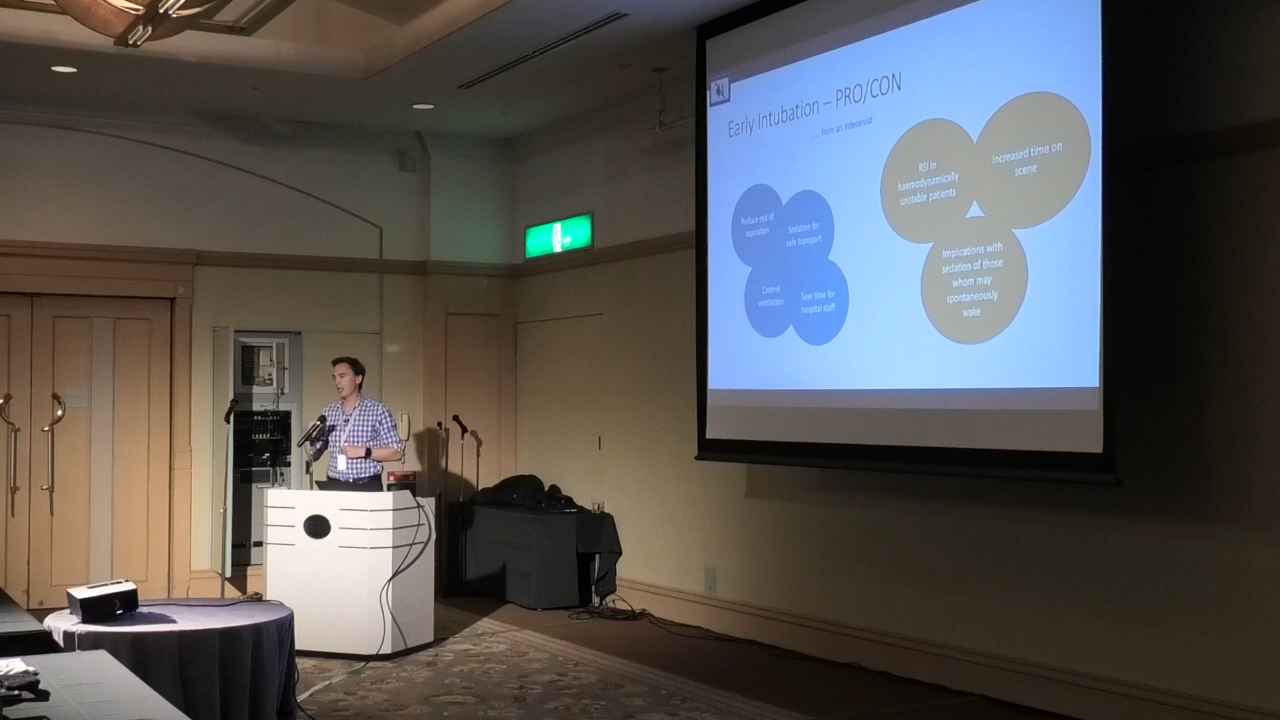 Early Intubation – PRO/CON
.... from an intensivist
Reduce risk of
aspiration
Sedation for
safe transport
Control
ventilation
Save time for
hospital staff
RSI in
haemodynamically
unstable patients
Increased time on
scene
Implications with
sedation of those
whom may
spontaneously
wake